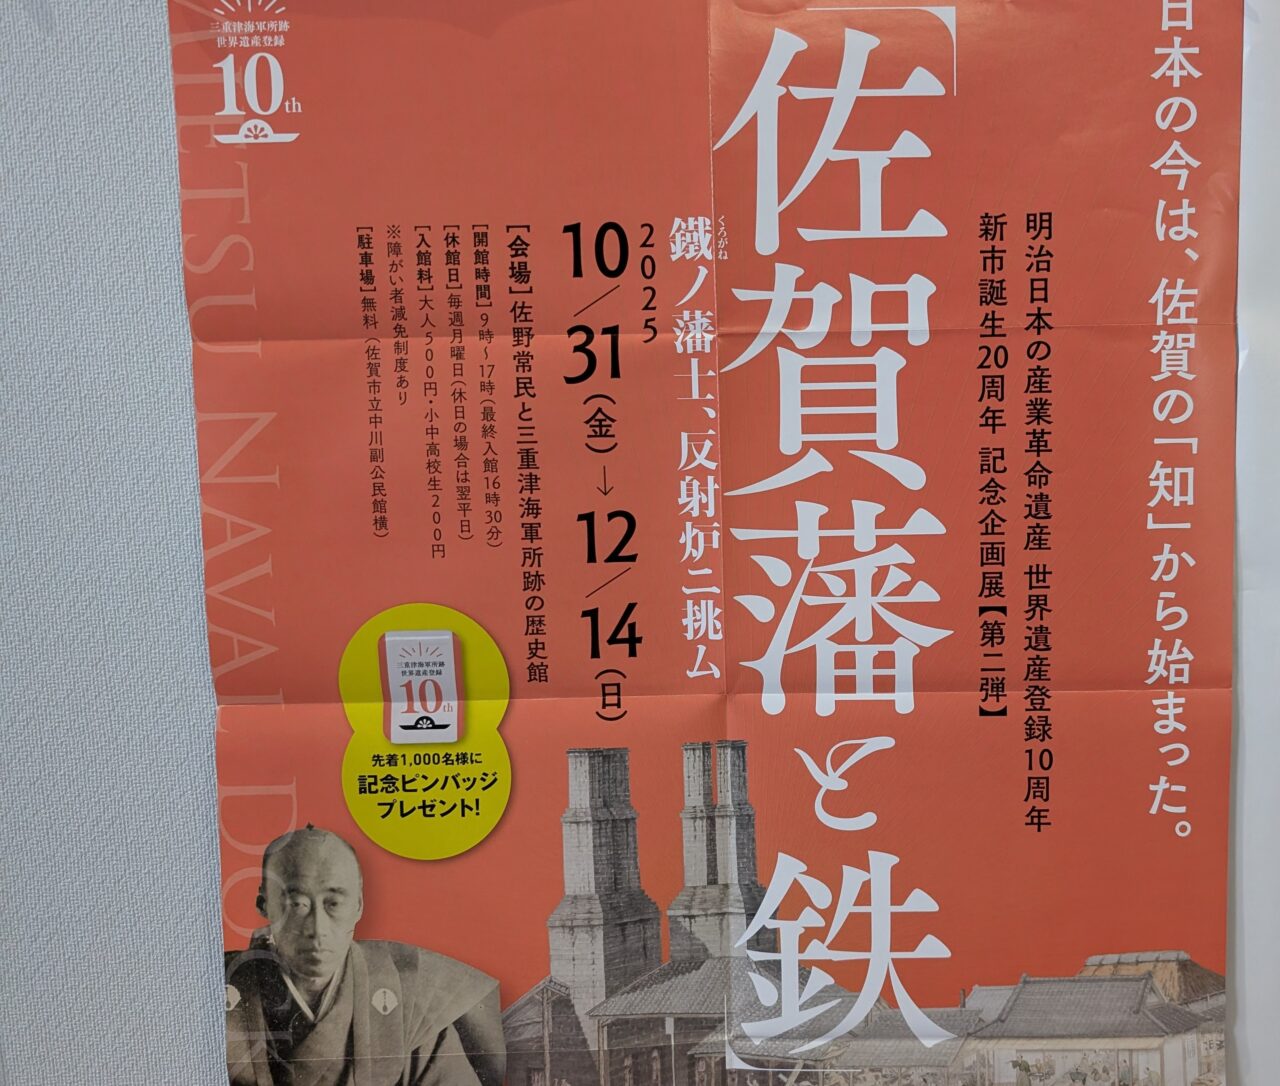 日本の今は、佐賀の「知」から始まった。
明治日本の産業革命遺産 世界遺産登録10周年
新市誕生20周年 記念企画展【第二弾】
「佐賀藩と鉄」
くろがね
鐵ノ藩士、反射炉ニ挑ム
2025
10／31（金）→12／14（日）
【会場】佐野常民と三重津海軍所跡の歴史館
【開館時間】9時～17時（最終入館16時30分）
【休館日】毎週月曜日（休日の場合は翌平日）
【入館料】大人500円・小中高校生200円
※障がい者減免制度あり
【駐車場】無料（佐賀市立中川副公民館横）
三重津海軍所跡
世界遺産登録
10th
三重津海軍所跡
世界遺産登録
10th
先着1,000名様に
記念ピンバッジ
プレゼント!
MIETSU NAVAL DOCK